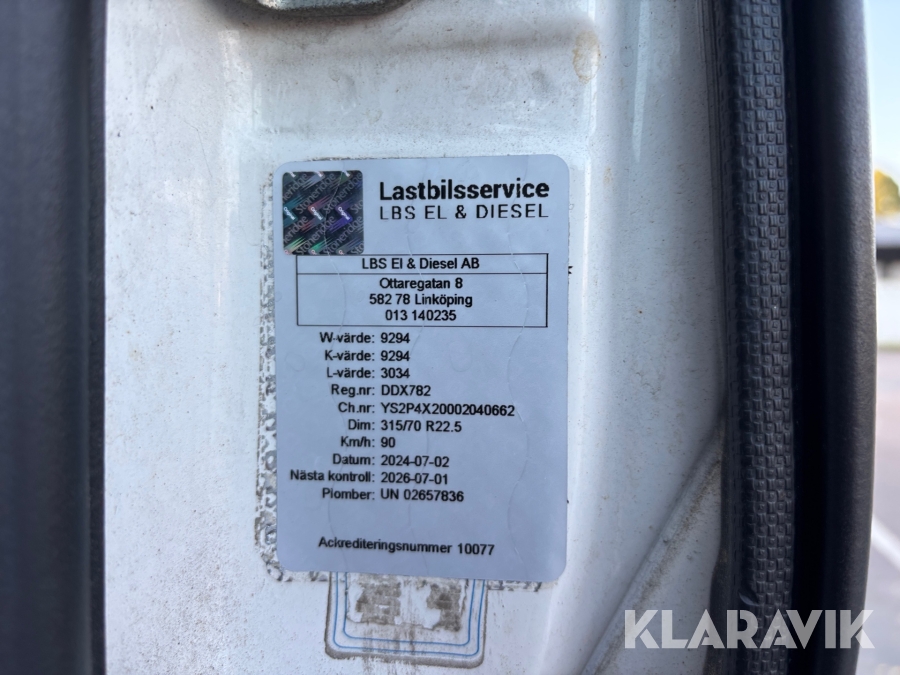 Lastbilsservice
LBS EL & DIESEL
LBS El & Diesel AB
Ottaregatan 8
582 78 Linköping
013 140235
W-värde: 9294
K-värde: 9294
L-värde: 3034
Reg.nr: DDX782
Ch.nr: YS2P4X20002040662
Dim: 315/70 R22.5
Km/h: 90
Datum: 2024-07-02
Nästa kontroll: 2026-07-01
Plomber: UN 02657836
Ackrediteringsnummer 10077
KLARAVIK